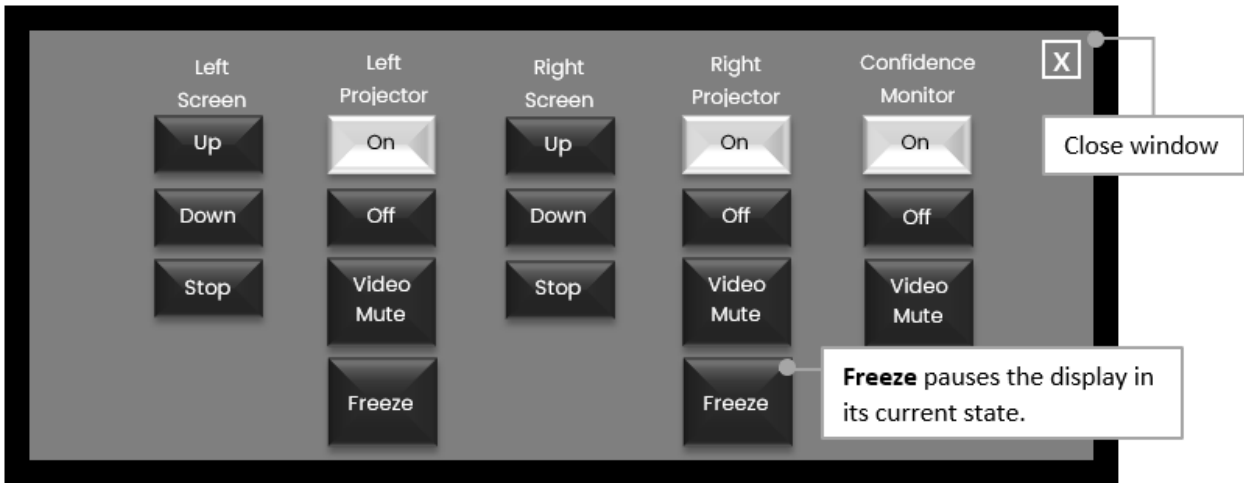 Left
Screen
Up
Down
Stop
Left
Projector
On
Off
Video
Mute
Freeze
Right
Screen
Up
Down
Stop
Right
Projector
On
Off
Video
Mute
Freeze
Confidence
Monitor
On
Off
Video
Mute
X
Close window
Freeze pauses the display in
its current state.